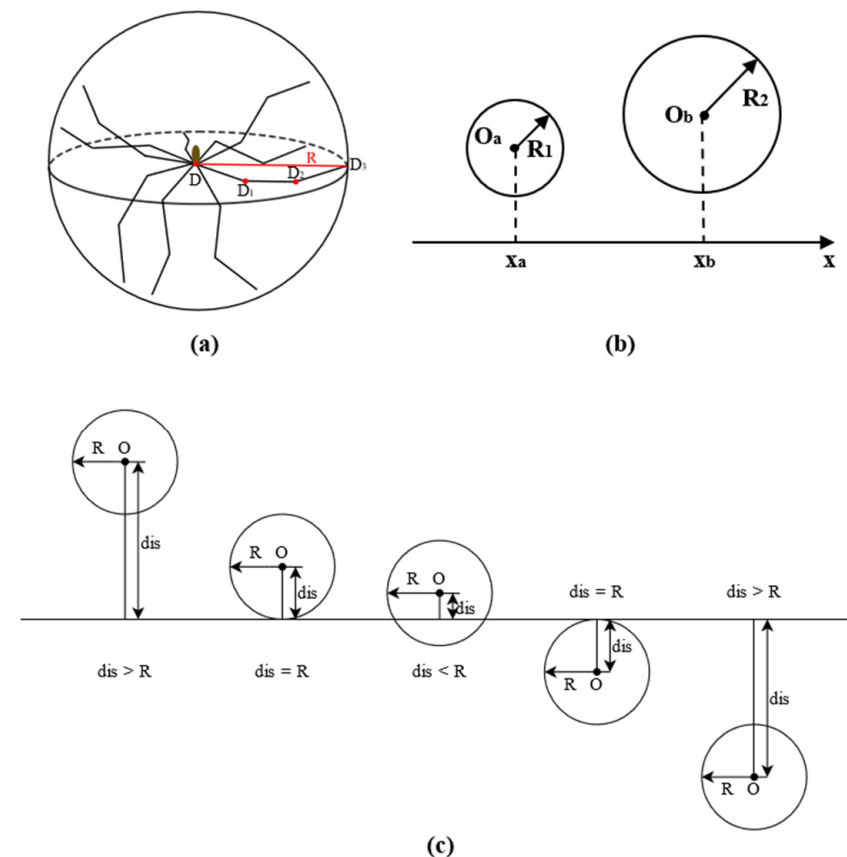 R
D
D1
D2
D3
(a)
Oa
R1
Ob
R2
xa
xb
x
(b)
R O
dis
dis > R
R O
dis
dis = R
R O
dis
dis < R
dis = R
dis
R O
dis > R
dis
R O
(c)